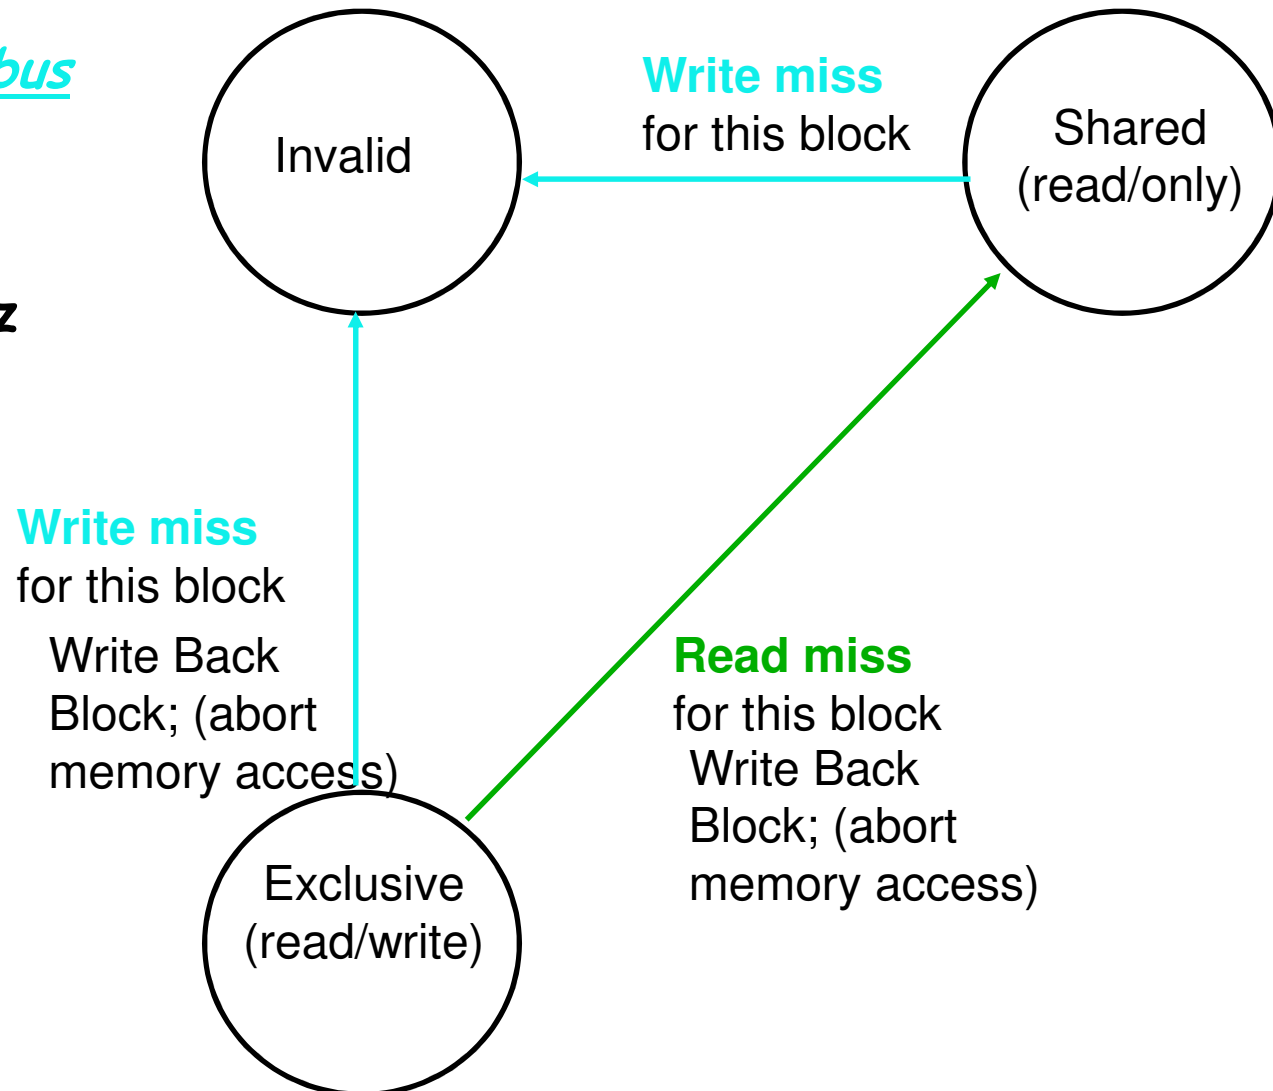 bus
Invalid
Write miss
for this block
Shared
(read/only)
z
Write miss
for this block
Write Back
Block; (abort
memory access)
Read miss
for this block
Write Back
Block; (abort
memory access)
Exclusive
(read/write)